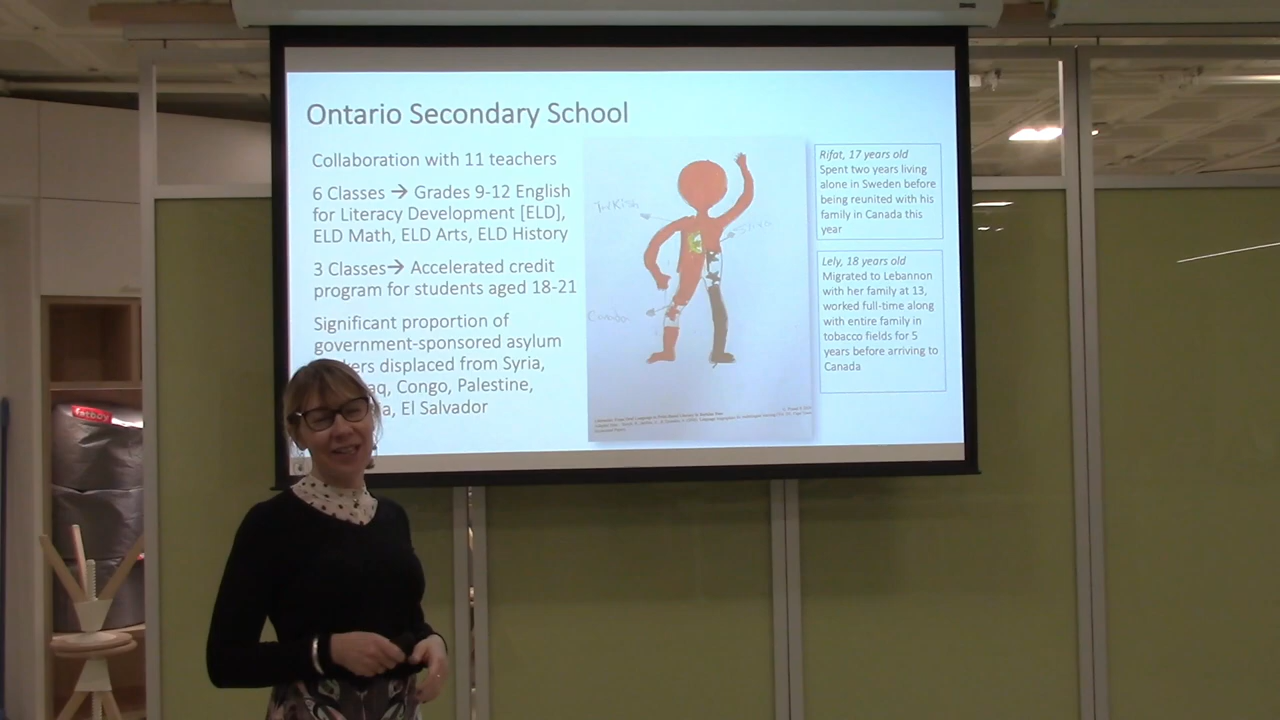 Ontario Secondary School
Collaboration with 11 teachers
6 Classes → Grades 9-12 English
for Literacy Development [ELD],
ELD Math, ELD Arts, ELD History
3 Classes→ Accelerated credit
program for students aged 18-21
Significant proportion of
government-sponsored asylum
displaced from Syria,
Congo, Palestine,
El Salvador
Turkish
Syria
Canada
Rifat, 17 years old
Spent two years living
alone in Sweden before
being reunited with his
family in Canada this
year
Lely, 18 years old
Migrated to Lebannon
with her family at 13,
worked full-time along
with entire family in
tobacco fields for 5
years before arriving to
Canada
fatboy